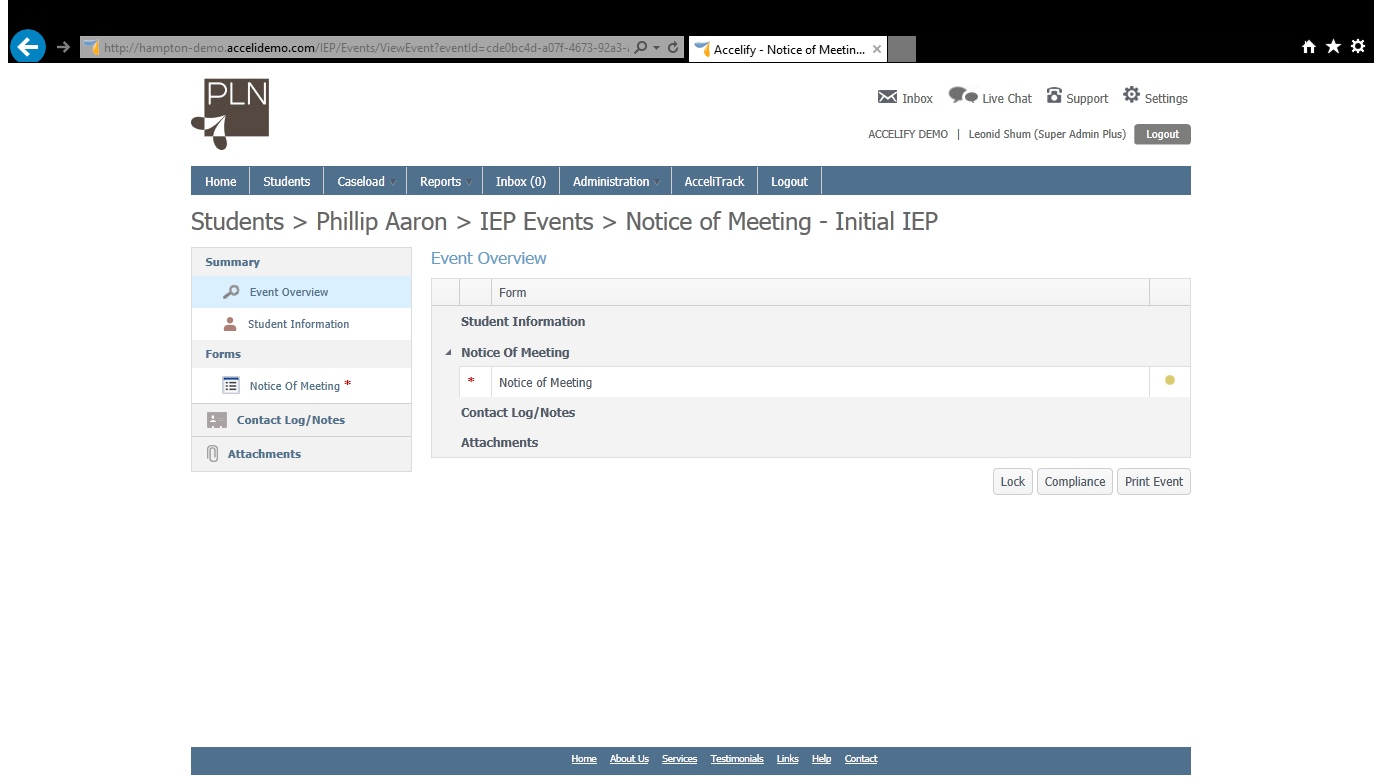 http://hampton-demo.accelidemo.com/IEP/Events/ViewEvent?eventId=cde0bc4d-a07f-4673-92a3-
Accelify - Notice of Meetin...
PLN
Inbox Live Chat Support Settings
ACCELIFY DEMO | Leonid Shum (Super Admin Plus) Logout
Home Students Caseload Reports Inbox (0) Administration AcceliTrack Logout
Students > Phillip Aaron > IEP Events > Notice of Meeting - Initial IEP
Summary
Event Overview
Student Information
Forms
Notice Of Meeting *
Contact Log/Notes
Attachments
Event Overview
Form
Student Information
Notice Of Meeting
* Notice of Meeting
Contact Log/Notes
Attachments
Lock Compliance Print Event
Home About Us Services Testimonials Links Help Contact